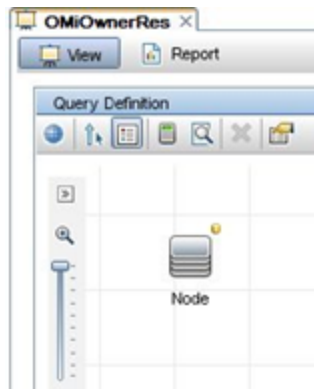 OMiOwnerRes
View
Report
Query Definition
Node